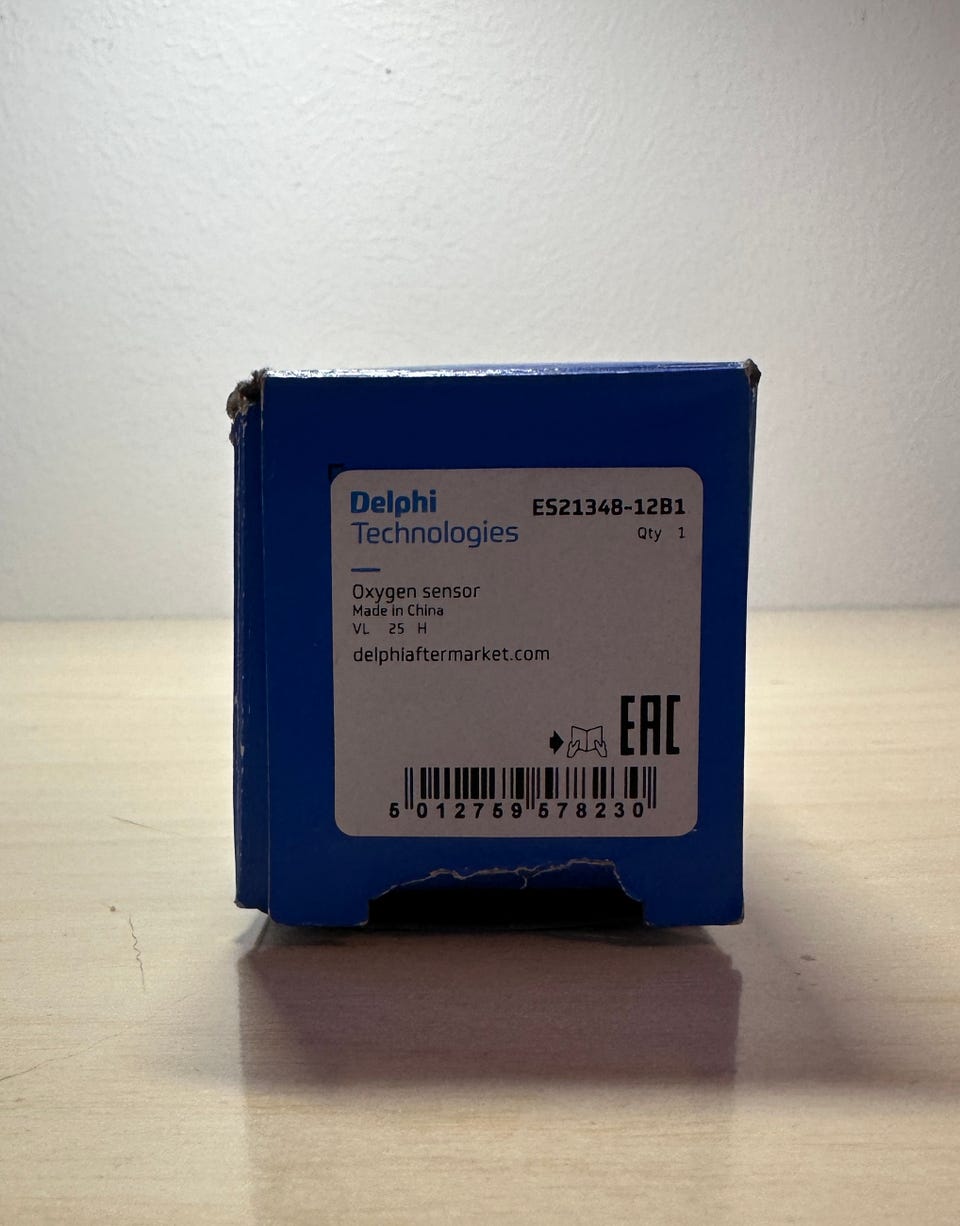 Delphi
Technologies
ES21348-12B1
Qty 1
Oxygen sensor
Made in China
VL 25 H
delphiaftermarket.com
EAC
5 012759 578230